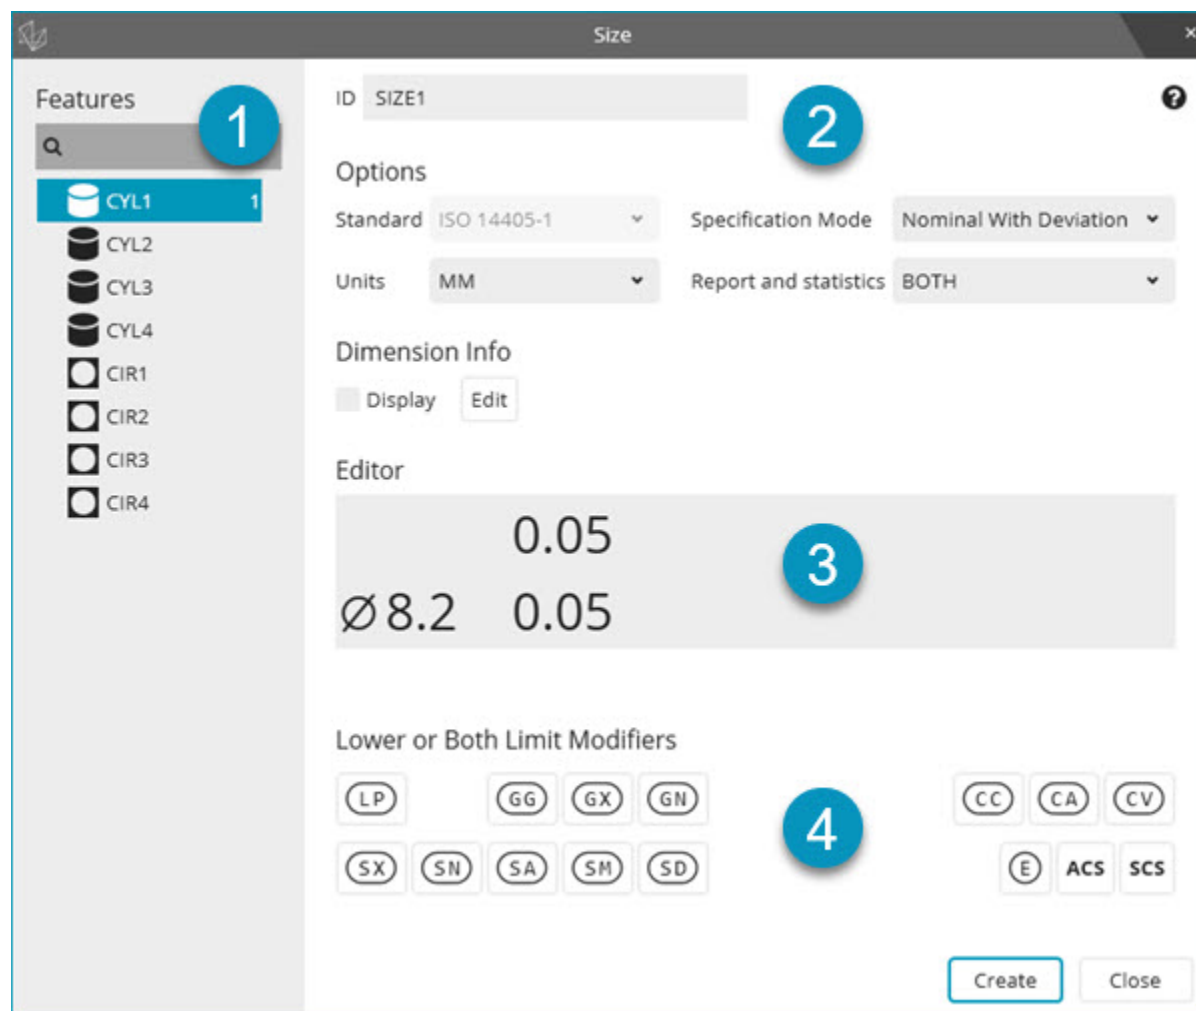 Size
×
Features
1
CYL1 1
CYL2
CYL3
CYL4
CIR1
CIR2
CIR3
CIR4
ID SIZE1
2
?
Options
Standard ISO 14405-1 Specification Mode Nominal With Deviation
Units MM Report and statistics BOTH
Dimension Info
Display Edit
Editor
0.05
3
⌀8.2 0.05
Lower or Both Limit Modifiers
LP GG GX GN CC CA CV
4
SX SN SA SM SD E ACS SCS
Create Close